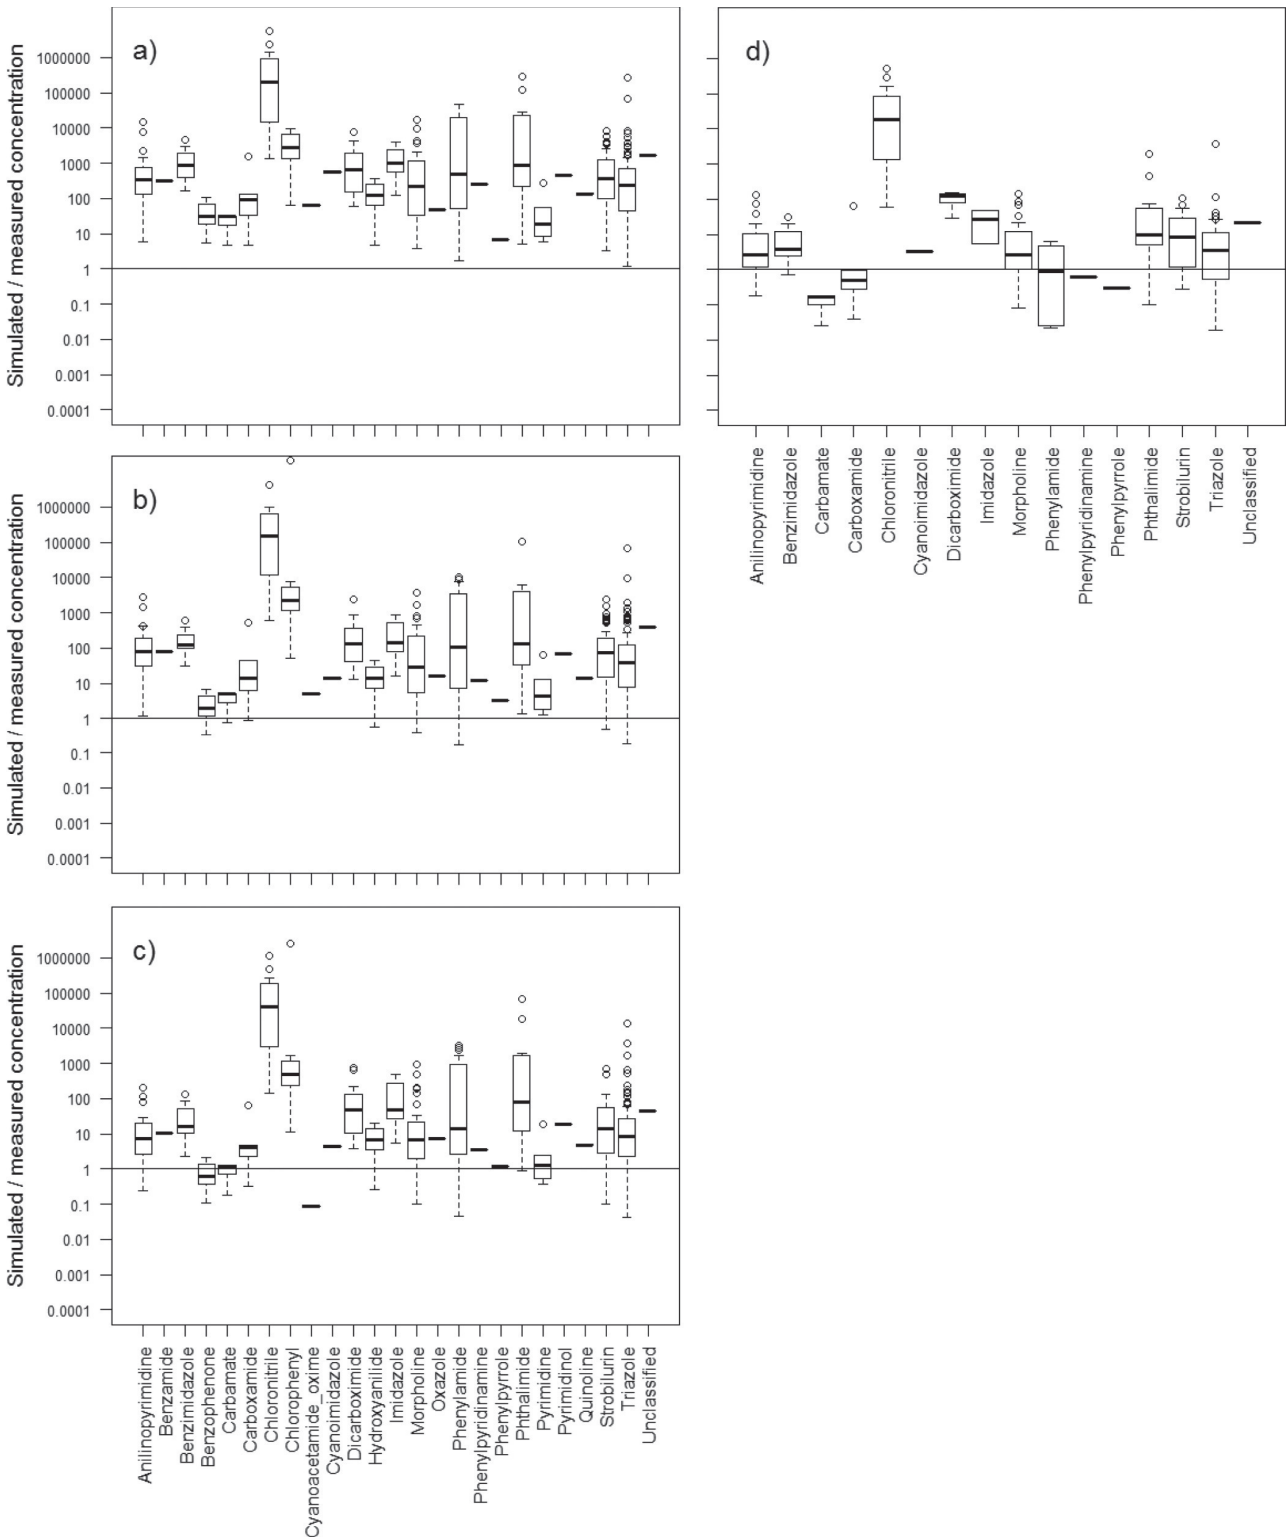 a)
Simulated / measured concentration
1000000
100000
10000
1000
100
10
1
0.1
0.01
0.001
0.0001
b)
Simulated / measured concentration
1000000
100000
10000
1000
100
10
1
0.1
0.01
0.001
0.0001
c)
Simulated / measured concentration
1000000
100000
10000
1000
100
10
1
0.1
0.01
0.001
0.0001
Anilinopyrimidine
Benzamide
Benzimidazole
Benzophenone
Carbamate
Carboxamide
Chloronitrile
Chlorophenyl
Cyanoacetamide_oxime
Cyanoimidazole
Dicarboximide
Hydroxyanilide
Imidazole
Morpholine
Oxazole
Phenylamide
Phenylpyridinamine
Phenylpyrrole
Phthalimide
Pyrimidine
Pyrimidinol
Quinoline
Strobilurin
Triazole
Unclassified
d)
Anilinopyrimidine
Benzimidazole
Carbamate
Carboxamide
Chloronitrile
Cyanoimidazole
Dicarboximide
Imidazole
Morpholine
Phenylamide
Phenylpyridinamine
Phenylpyrrole
Phthalimide
Strobilurin
Triazole
Unclassified